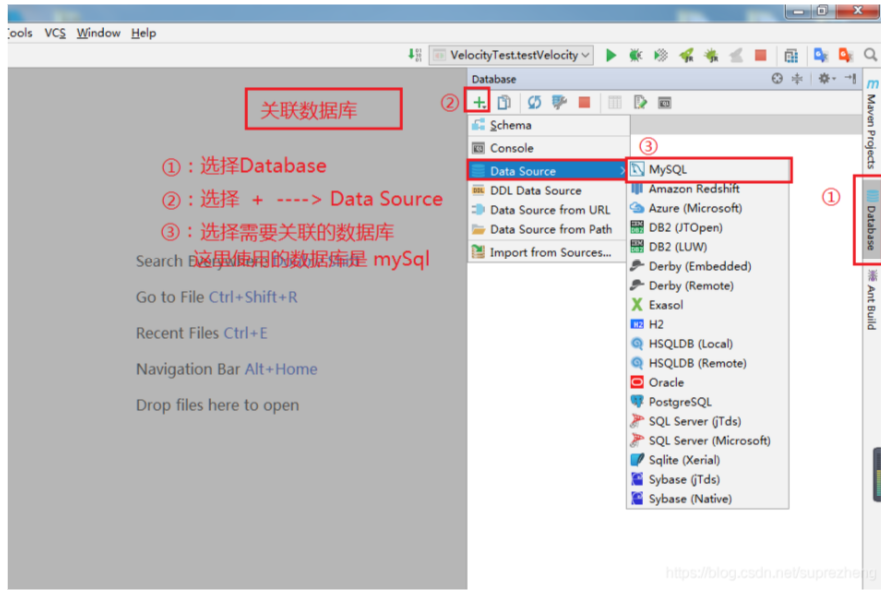 Tools VCS Window Help
VelocityTest.testVelocity
Database
关联数据库
①：选择Database
②：选择 + ----> Data Source
③：选择需要关联的数据库
这里使用的数据库是 mySql
Search Everywhere
Go to File Ctrl+Shift+R
Recent Files Ctrl+E
Navigation Bar Alt+Home
Drop files here to open
②
Schema
Console
Data Source
DDL Data Source
Data Source from URL
Data Source from Path
Import from Sources...
③
MySQL
Amazon Redshift
Azure (Microsoft)
DB2 (JTOpen)
DB2 (LUW)
Derby (Embedded)
Derby (Remote)
Exasol
H2
HSQLDB (Local)
HSQLDB (Remote)
Oracle
PostgreSQL
SQL Server (jTds)
SQL Server (Microsoft)
Sqlite (Xerial)
Sybase (jTds)
Sybase (Native)
①
Maven Projects
Database
Ant Build
https://blog.csdn.net/suprezheng